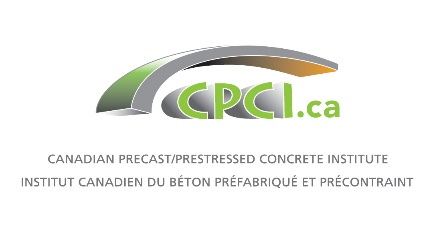 CPCI.ca
CANADIAN PRECAST/PRESTRESSED CONCRETE INSTITUTE
INSTITUT CANADIEN DU BÉTON PRÉFABRIQUÉ ET PRÉCONTRAINT